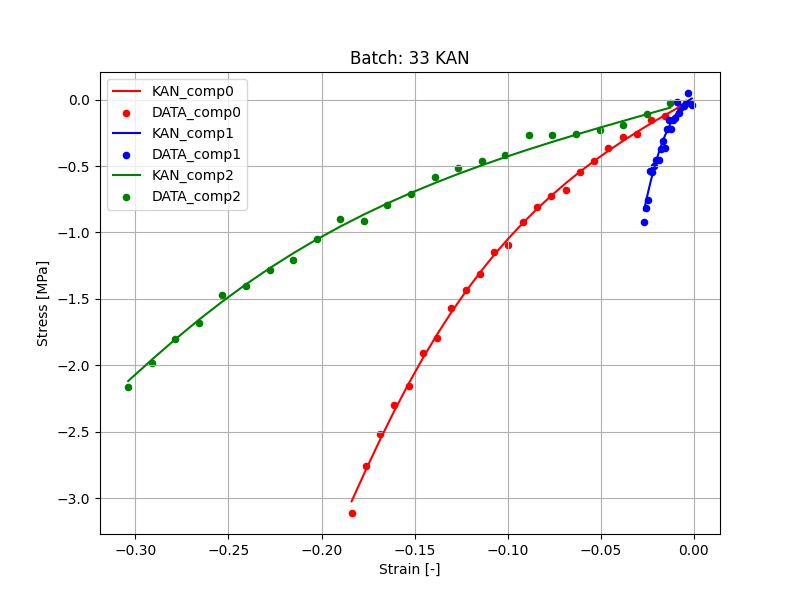 Batch: 33 KAN
KAN_comp0
DATA_comp0
KAN_comp1
DATA_comp1
KAN_comp2
DATA_comp2
Stress [MPa]
0.0
−0.5
−1.0
−1.5
−2.0
−2.5
−3.0
−0.30 −0.25 −0.20 −0.15 −0.10 −0.05 0.00
Strain [-]